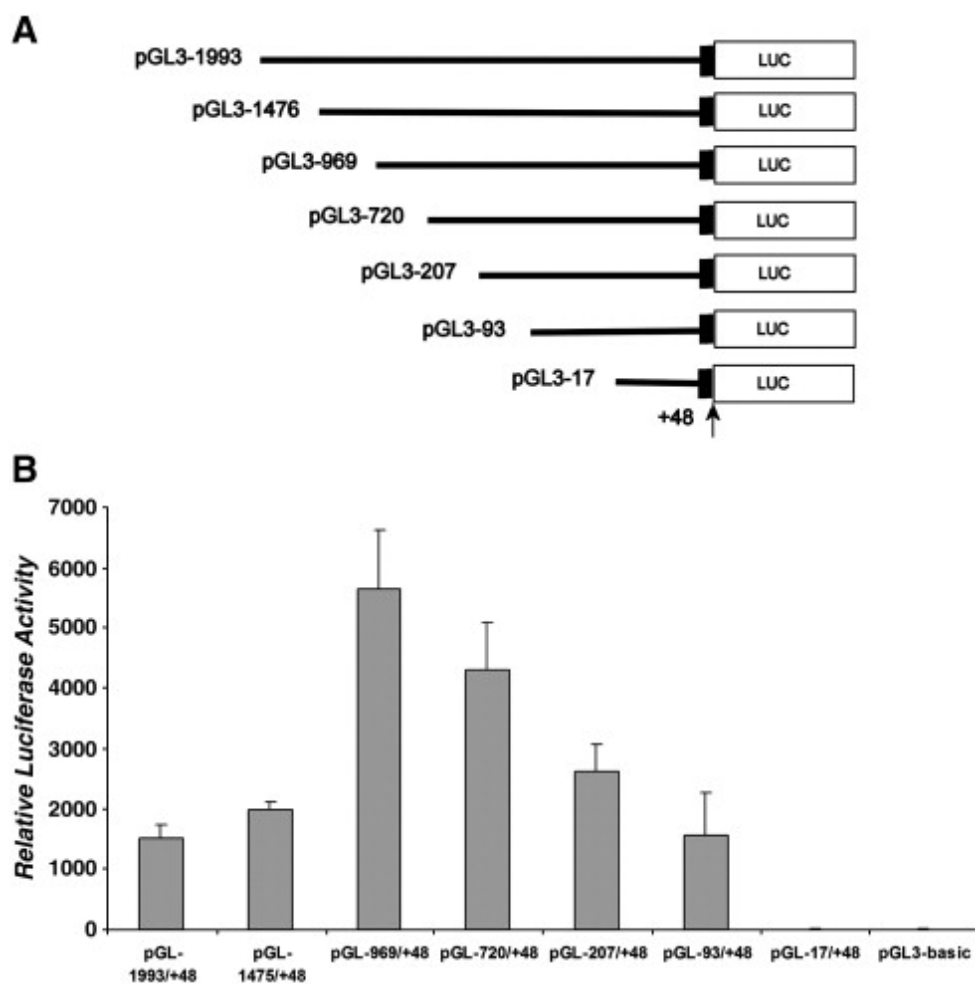 A
pGL3-1993
LUC
pGL3-1476
LUC
pGL3-969
LUC
pGL3-720
LUC
pGL3-207
LUC
pGL3-93
LUC
pGL3-17
LUC
+48
B
Relative Luciferase Activity
7000
6000
5000
4000
3000
2000
1000
0
pGL-
1993/+48
pGL-
1475/+48
pGL-969/+48
pGL-720/+48
pGL-207/+48
pGL-93/+48
pGL-17/+48
pGL3-basic